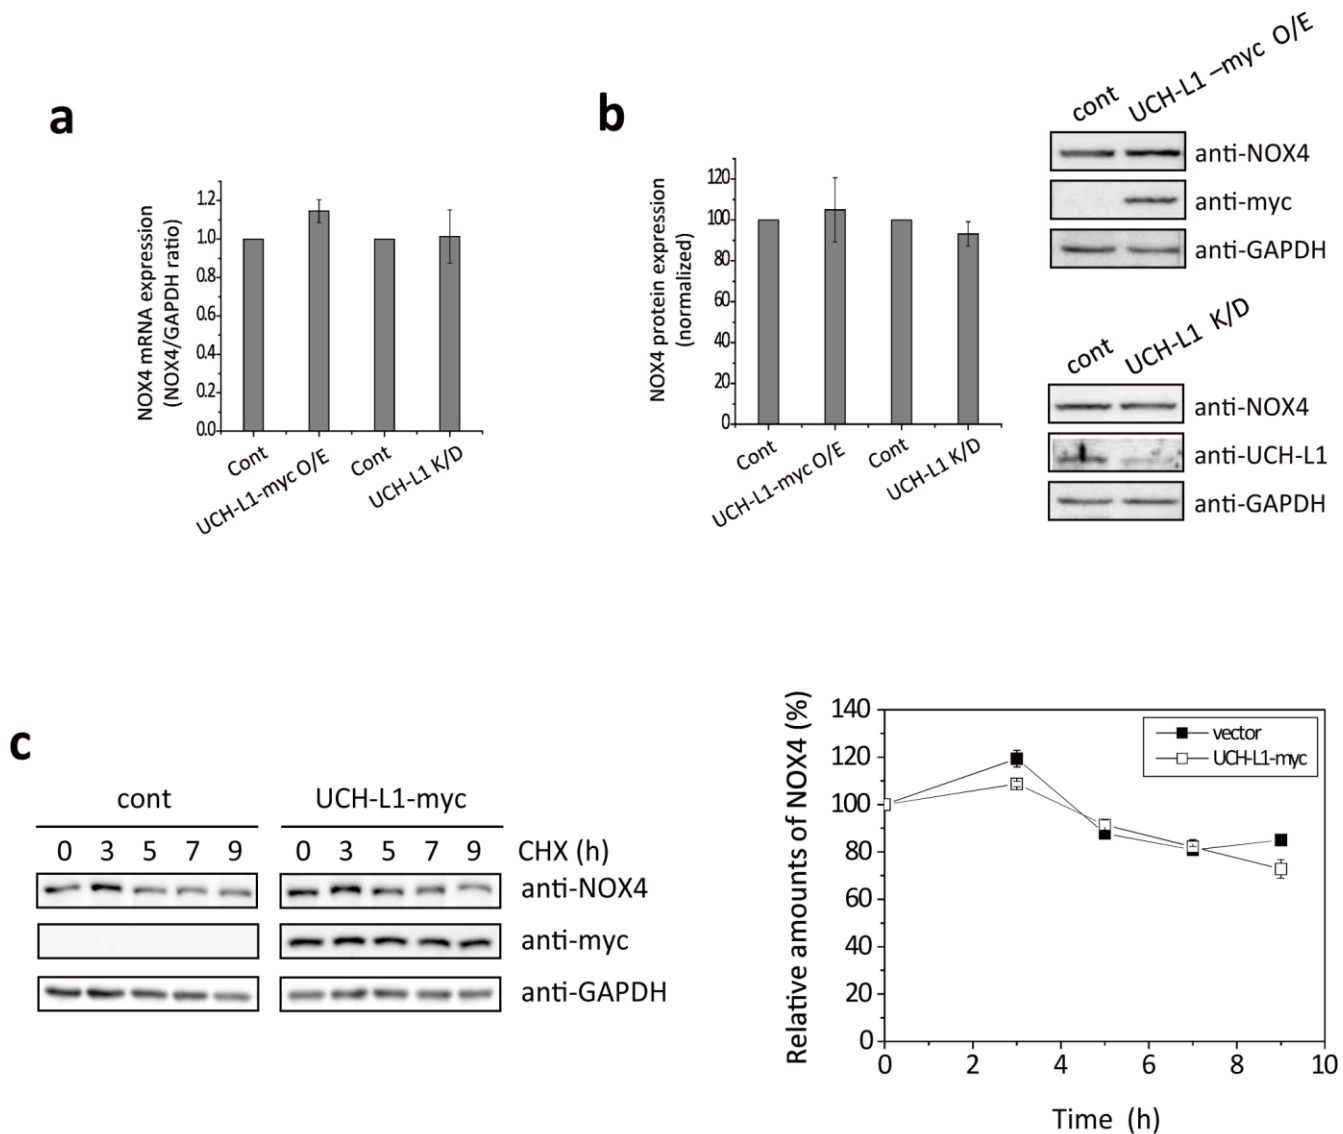 a
NOX4 mRNA expression
(NOX4/GAPDH ratio)
1.2
1.0
0.8
0.6
0.4
0.2
0.0
Cont
UCH-L1-myc O/E
Cont
UCH-L1 K/D
b
NOX4 protein expression
(normalized)
120
100
80
60
40
20
0
Cont
UCH-L1-myc O/E
Cont
UCH-L1 K/D
cont
UCH-L1 –myc O/E
anti-NOX4
anti-myc
anti-GAPDH
cont
UCH-L1 K/D
anti-NOX4
anti-UCH-L1
anti-GAPDH
c
cont
UCH-L1-myc
0 3 5 7 9 0 3 5 7 9 CHX (h)
anti-NOX4
anti-myc
anti-GAPDH
Relative amounts of NOX4 (%)
140
120
100
80
60
40
20
0
0 2 4 6 8 10
Time (h)
vector
UCH-L1-myc